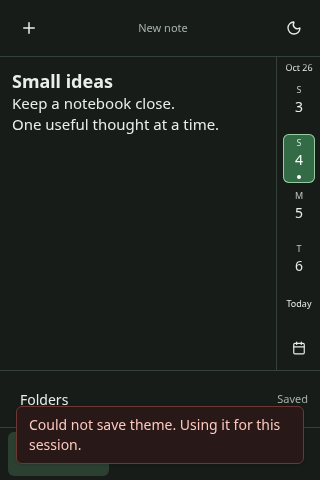 New note
Small ideas
Keep a notebook close.
One useful thought at a time.
Oct 26
S
3
S
4
M
5
T
6
Today
Folders
Saved
Could not save theme. Using it for this
session.